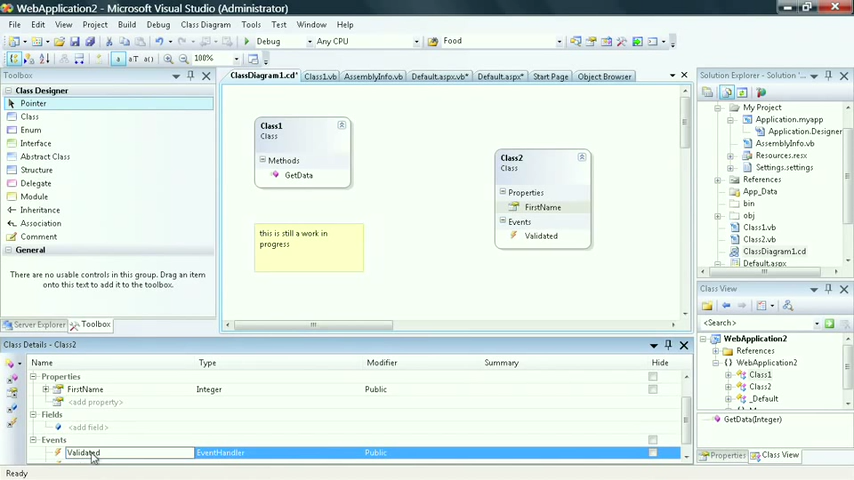 WebApplication2 - Microsoft Visual Studio (Administrator)
File Edit View Project Build Debug Data Class Diagram Tools Test Window Help
Debug Any CPU Food
a a.T a(x) 100%
Toolbox
Class Designer
Pointer
Class
Enum
Interface
Abstract Class
Structure
Delegate
Module
Inheritance
Association
Comment
General
There are no usable controls in this group. Drag an item
onto this text to add it to the toolbox.
Server Explorer Toolbox
ClassDiagram1.cd* Class1.vb AssemblyInfo.vb Default.aspx.vb* Default.aspx* Start Page Object Browser
Class1
Class
Methods
GetData
this is still a work in
progress
Class2
Class
Properties
FirstName
Events
Validated
Solution Explorer - Solution '...
My Project
Application.myapp
Application.Designer
AssemblyInfo.vb
Resources.resx
Settings.settings
References
App_Data
bin
obj
Class1.vb
Class2.vb
ClassDiagram1.cd
Default.aspx
Class View
<Search>
WebApplication2
References
WebApplication2
Class1
Class2
_Default
GetData(Integer)
Properties Class View
Class Details - Class2
Name Type Modifier Summary Hide
Properties
FirstName Integer Public
<add property>
Fields
<add field>
Events
Validated EventHandler Public
Ready